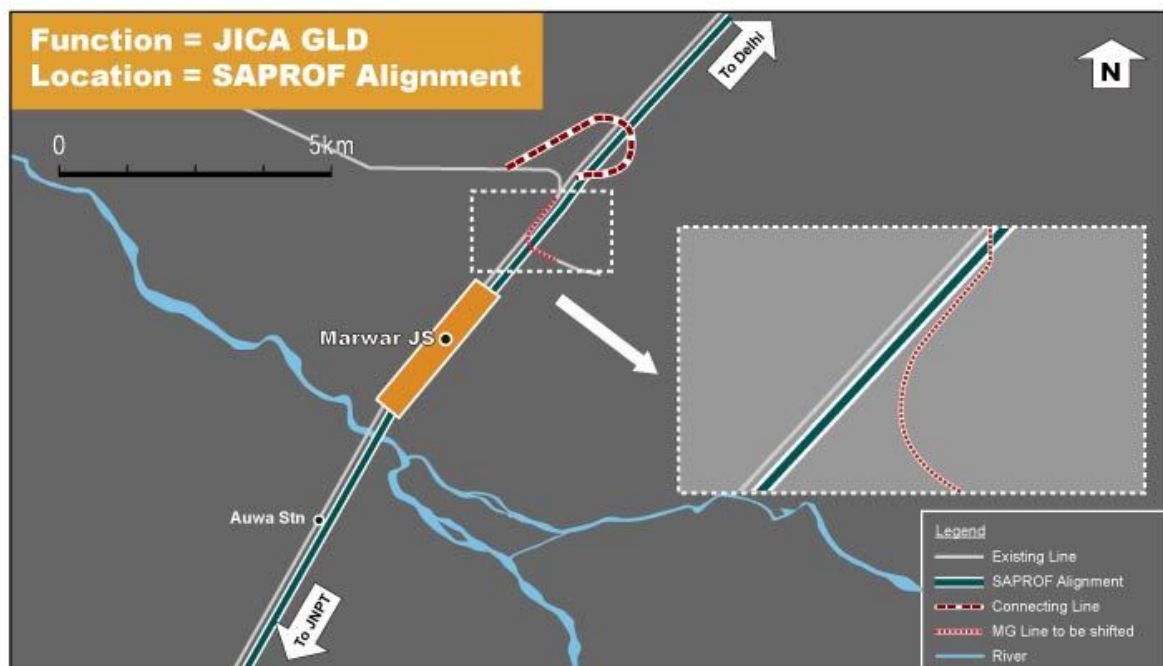 Function = JICA GLD
Location = SAPROF Alignment
To Delhi
N
0 5km
Marwar JS
Auwa Stn
To JNPT
Legend
Existing Line
SAPROF Alignment
Connecting Line
MG Line to be shifted
River